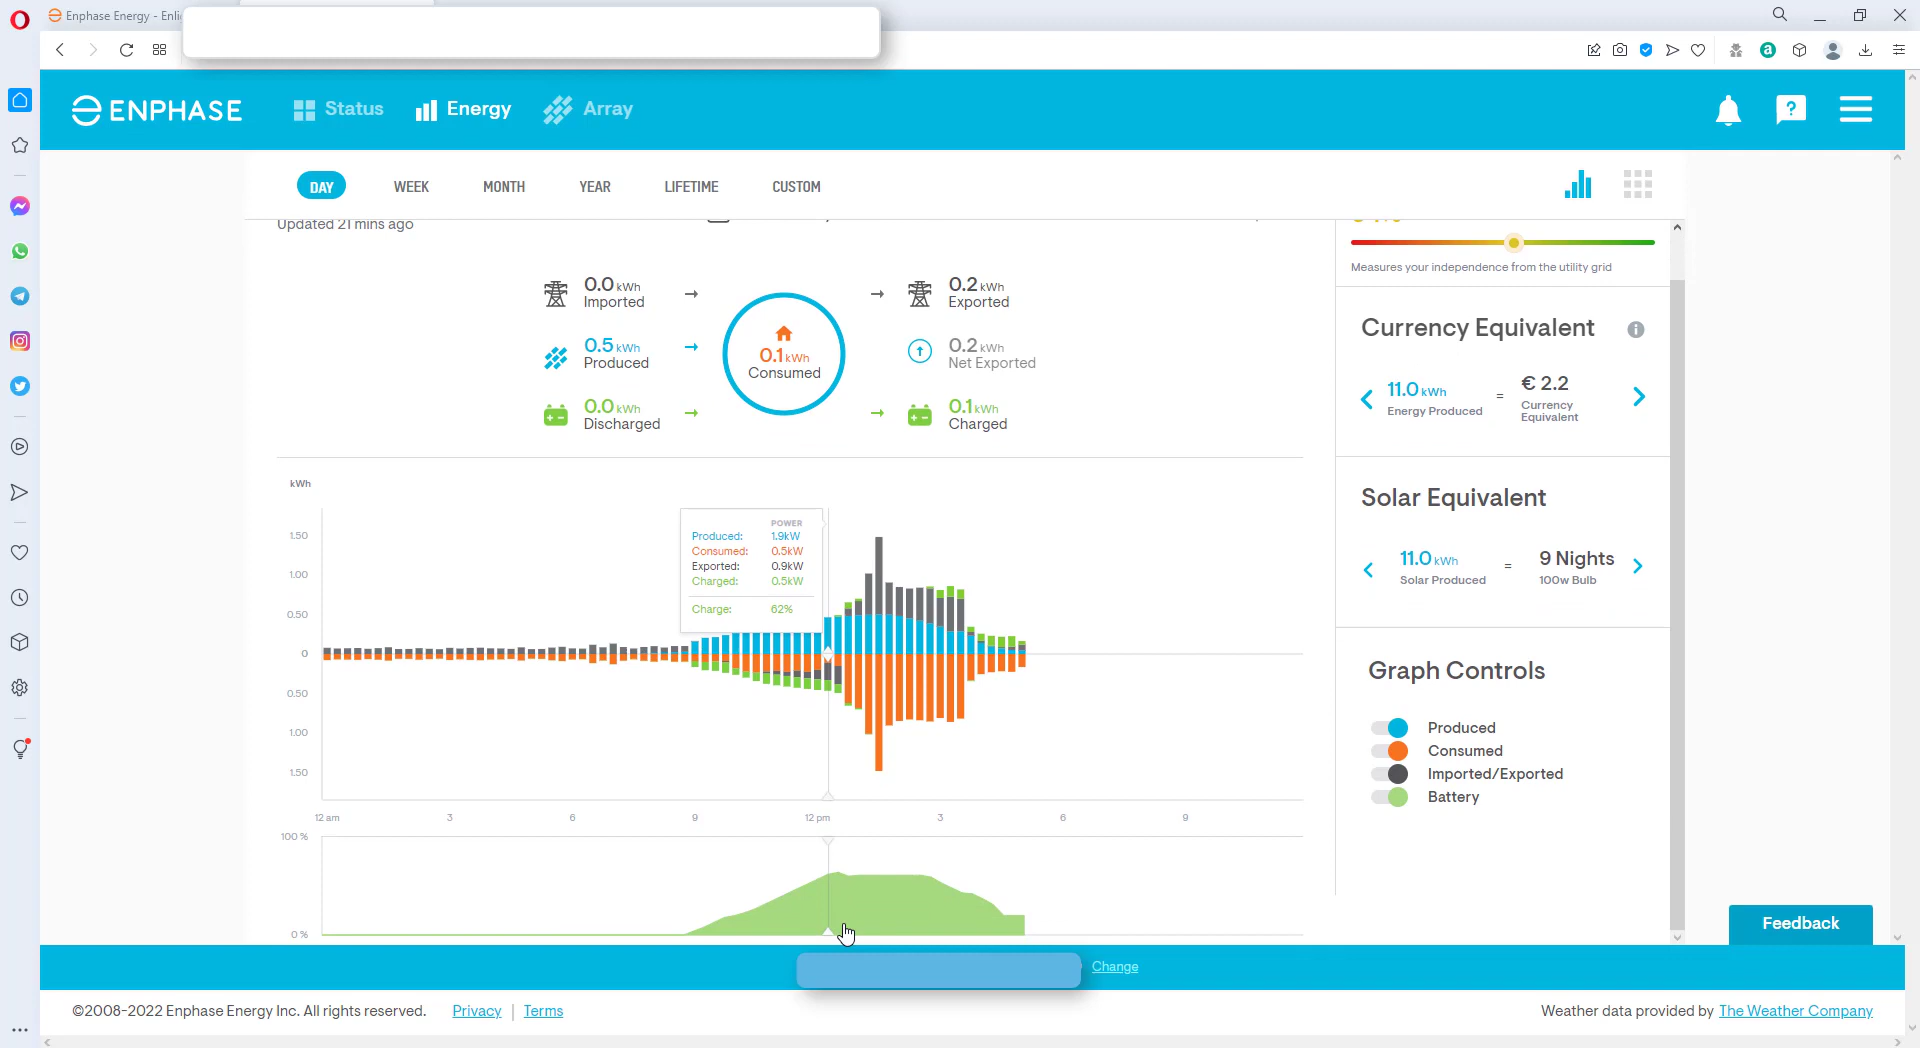 Enphase Energy - Enli
ENPHASE
Status
Energy
Array
DAY
WEEK
MONTH
YEAR
LIFETIME
CUSTOM
Updated 21 mins ago
0.0 kWh
Imported
0.5 kWh
Produced
0.0 kWh
Discharged
0.1 kWh
Consumed
0.2 kWh
Exported
0.2 kWh
Net Exported
0.1 kWh
Charged
Measures your independence from the utility grid
Currency Equivalent
11.0 kWh
Energy Produced
=
€ 2.2
Currency
Equivalent
Solar Equivalent
11.0 kWh
Solar Produced
=
9 Nights
100w Bulb
Graph Controls
Produced
Consumed
Imported/Exported
Battery
kWh
1.50
1.00
0.50
0
0.50
1.00
1.50
POWER
Produced: 1.9kW
Consumed: 0.5kW
Exported: 0.9kW
Charged: 0.5kW
Charge: 62%
12 am 3 6 9 12 pm 3 6 9
100 %
0 %
Feedback
Change
©2008-2022 Enphase Energy Inc. All rights reserved. Privacy | Terms
Weather data provided by The Weather Company